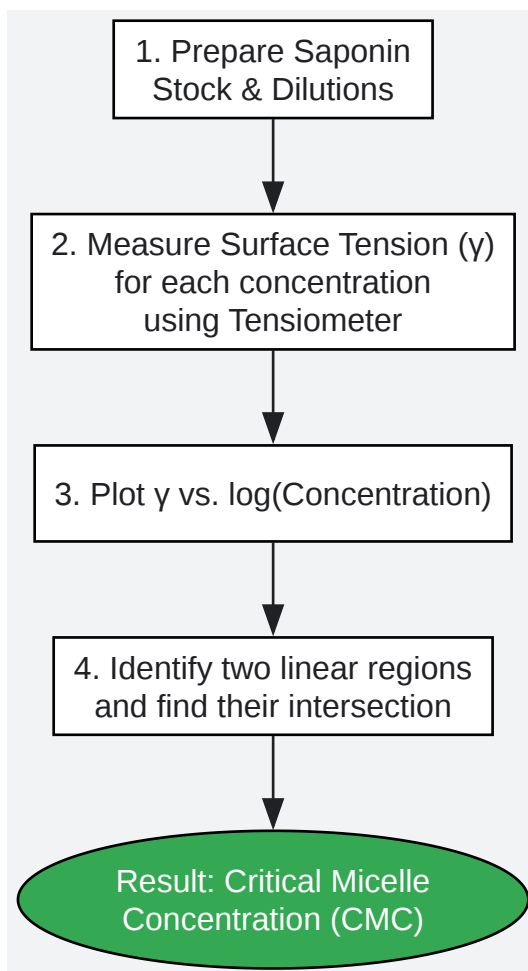 1. Prepare Saponin
Stock & Dilutions
2. Measure Surface Tension (γ)
for each concentration
using Tensiometer
3. Plot γ vs. log(Concentration)
4. Identify two linear regions
and find their intersection
Result: Critical Micelle
Concentration (CMC)